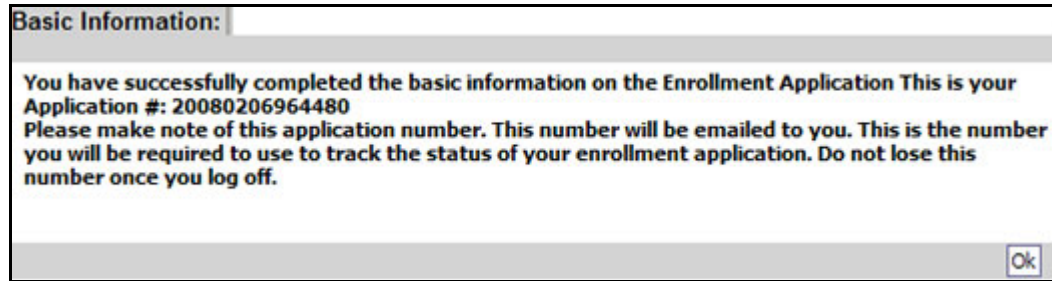 Basic Information:
You have successfully completed the basic information on the Enrollment Application This is your
Application #: 20080206964480
Please make note of this application number. This number will be emailed to you. This is the number
you will be required to use to track the status of your enrollment application. Do not lose this
number once you log off.
Ok